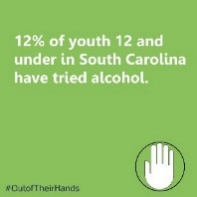 12% of youth 12 and
under in South Carolina
have tried alcohol.
#OutofTheirHands